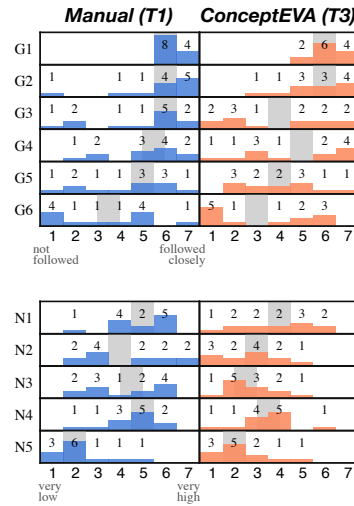 Manual (T1) ConceptEVA (T3)
G1 8 4 2 6 4
G2 1 1 1 4 5 1 1 3 3 4
G3 1 2 1 1 5 2 2 3 1 2 2 2
G4 1 2 3 4 2 1 1 3 1 2 4
G5 1 2 1 1 3 3 1 3 2 2 3 1 1
G6 4 1 1 1 4 1 5 1 1 2 3
1 2 3 4 5 6 7 1 2 3 4 5 6 7
not followed
followed closely
N1 1 4 2 5 1 2 2 2 3 2
N2 2 4 2 2 2 3 2 4 2 1
N3 2 3 1 2 4 1 5 3 2 1
N4 1 1 3 5 2 1 1 4 5 1
N5 3 6 1 1 1 3 5 2 1 1
1 2 3 4 5 6 7 1 2 3 4 5 6 7
very low
very high